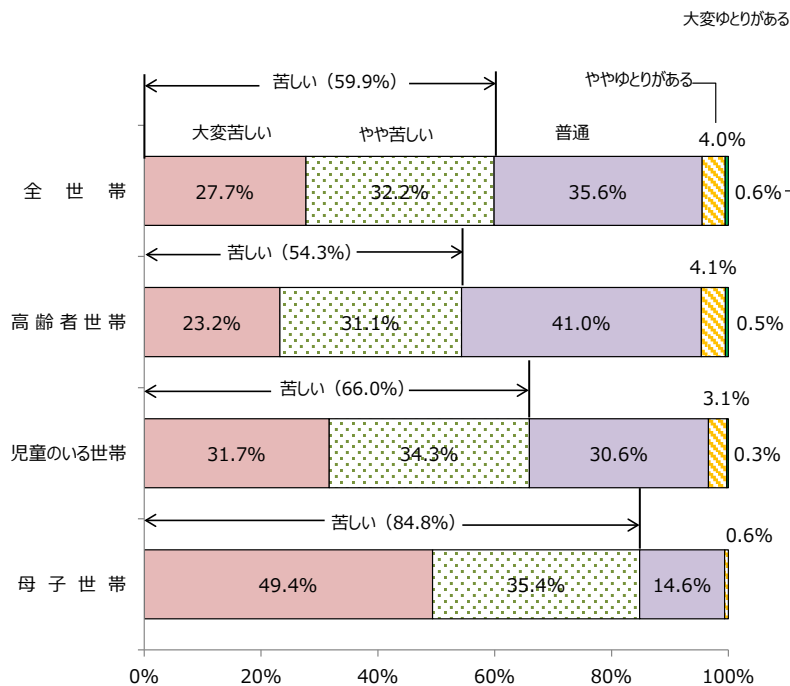 大変ゆとりがある
苦しい（59.9%）
ややゆとりがある
大変苦しい
やや苦しい
普通
4.0%
全世帯
27.7%
32.2%
35.6%
0.6%
苦しい（54.3%）
4.1%
高齢者世帯
23.2%
31.1%
41.0%
0.5%
苦しい（66.0%）
3.1%
児童のいる世帯
31.7%
34.3%
30.6%
0.3%
苦しい（84.8%）
0.6%
母子世帯
49.4%
35.4%
14.6%
0%
20%
40%
60%
80%
100%